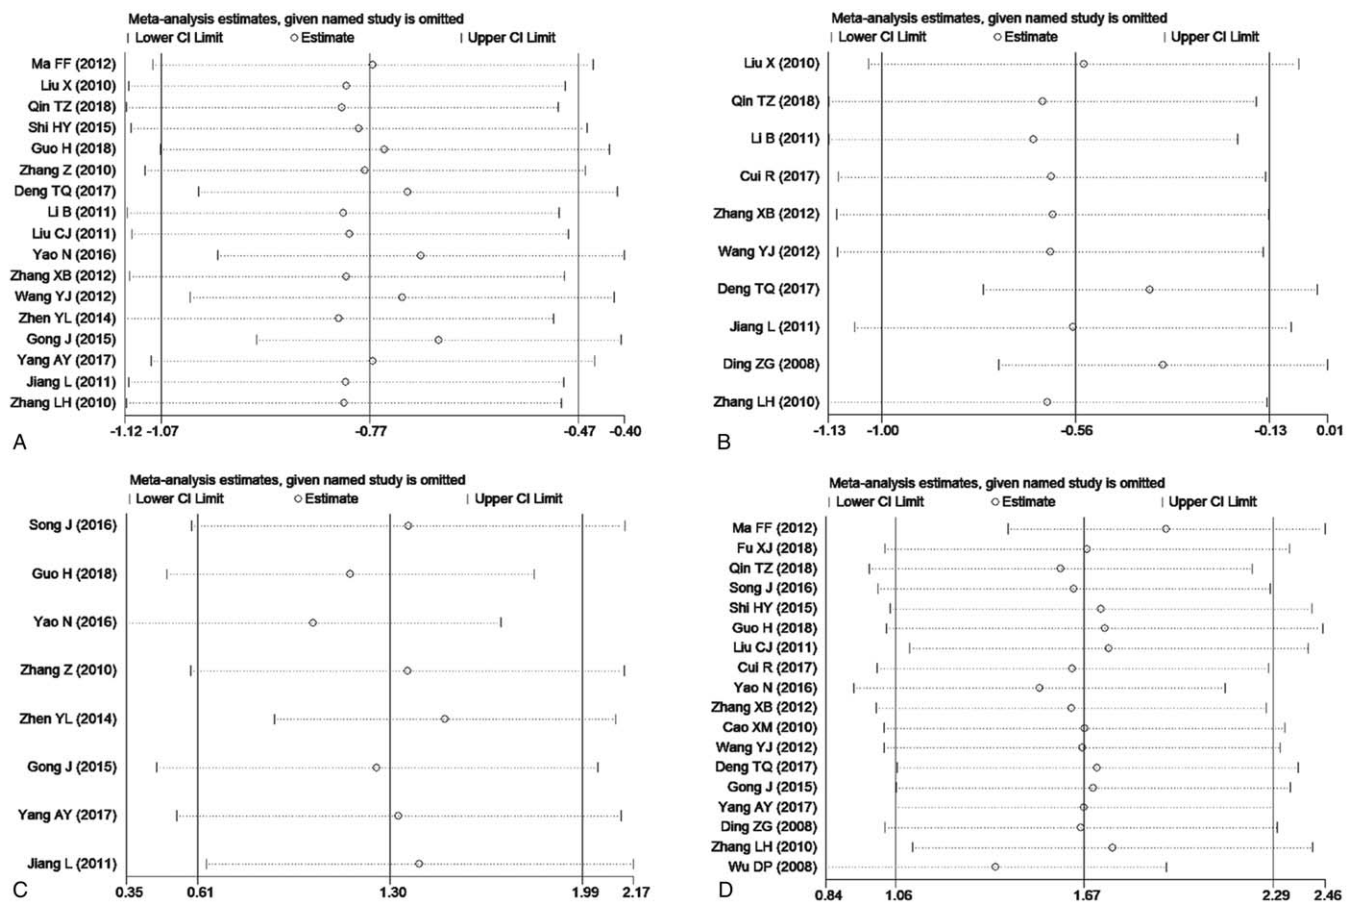 Meta-analysis estimates, given named study is omitted
| Lower CI Limit ○ Estimate | Upper CI Limit
Ma FF (2012)
Liu X (2010)
Qin TZ (2018)
Shi HY (2015)
Guo H (2018)
Zhang Z (2010)
Deng TQ (2017)
Li B (2011)
Liu CJ (2011)
Yao N (2016)
Zhang XB (2012)
Wang YJ (2012)
Zhen YL (2014)
Gong J (2015)
Yang AY (2017)
Jiang L (2011)
Zhang LH (2010)
-1.12 -1.07 -0.77 -0.47 -0.40
A
Meta-analysis estimates, given named study is omitted
| Lower CI Limit ○ Estimate | Upper CI Limit
Liu X (2010)
Qin TZ (2018)
Li B (2011)
Cui R (2017)
Zhang XB (2012)
Wang YJ (2012)
Deng TQ (2017)
Jiang L (2011)
Ding ZG (2008)
Zhang LH (2010)
-1.13 -1.00 -0.56 -0.13 0.01
B
Meta-analysis estimates, given named study is omitted
| Lower CI Limit ○ Estimate | Upper CI Limit
Song J (2016)
Guo H (2018)
Yao N (2016)
Zhang Z (2010)
Zhen YL (2014)
Gong J (2015)
Yang AY (2017)
Jiang L (2011)
0.35 0.61 1.30 1.99 2.17
C
Meta-analysis estimates, given named study is omitted
| Lower CI Limit ○ Estimate | Upper CI Limit
Ma FF (2012)
Fu XJ (2018)
Qin TZ (2018)
Song J (2016)
Shi HY (2015)
Guo H (2018)
Liu CJ (2011)
Cui R (2017)
Yao N (2016)
Zhang XB (2012)
Cao XM (2010)
Wang YJ (2012)
Deng TQ (2017)
Gong J (2015)
Yang AY (2017)
Ding ZG (2008)
Zhang LH (2010)
Wu DP (2008)
0.84 1.06 1.67 2.29 2.46
D